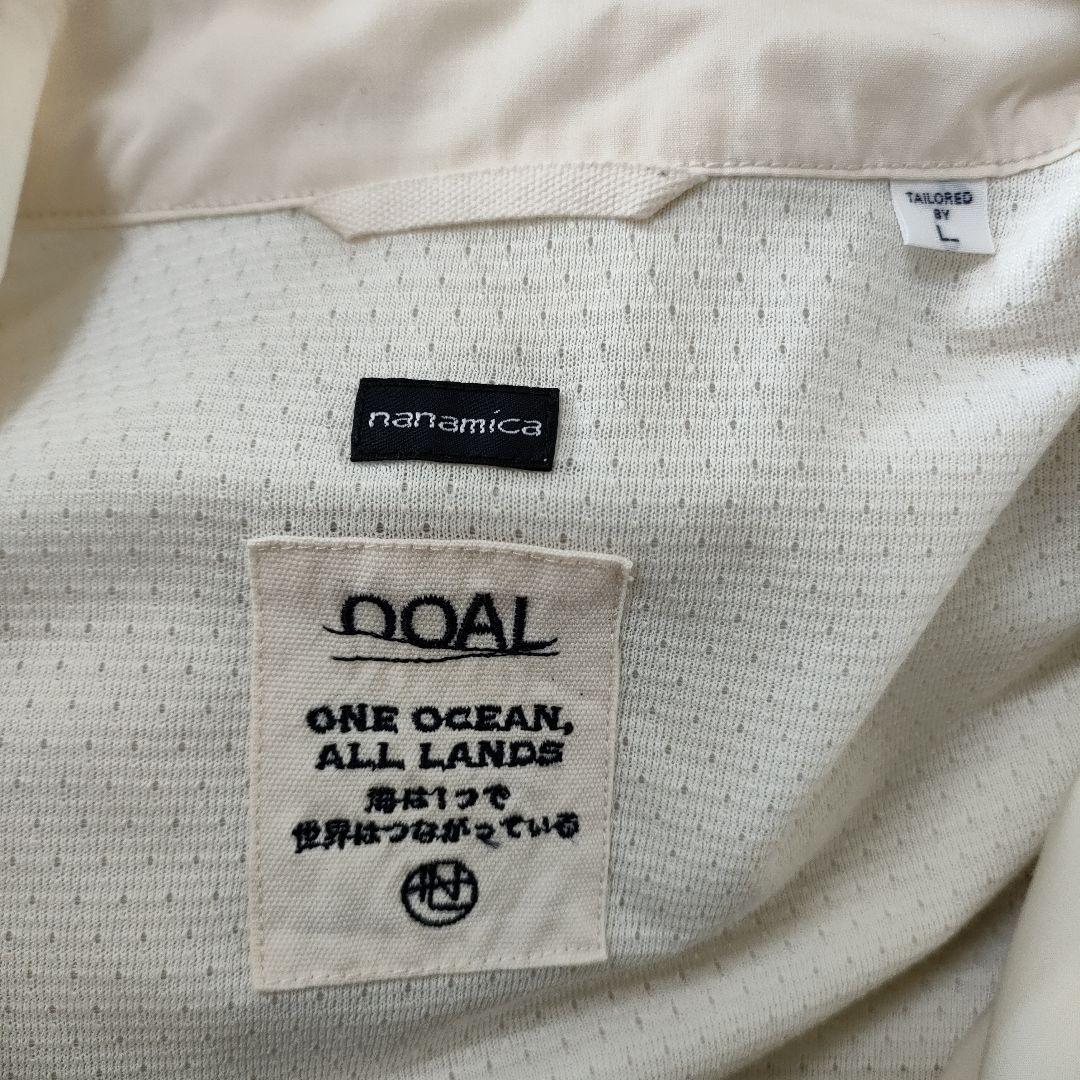 TAILORED
BY
L
nanamica
OOAL
ONE OCEAN,
ALL LANDS
海は1つで
世界はつながっている